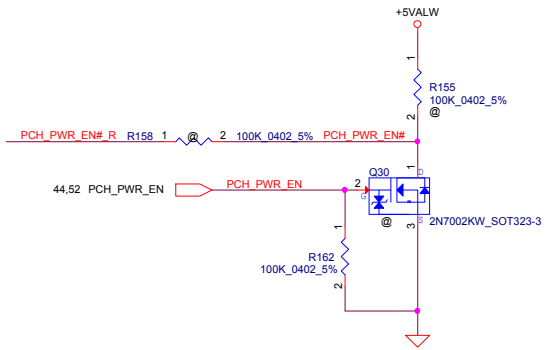 +5VALW
1
R155
100K_0402_5%
2
@
PCH_PWR_EN#_R R158 1 @ 2 100K_0402_5% PCH_PWR_EN#
Q30
1 D
44,52 PCH_PWR_EN PCH_PWR_EN 2 G
@ 3 S 2N7002KW_SOT323-3
1
R162
100K_0402_5%
2